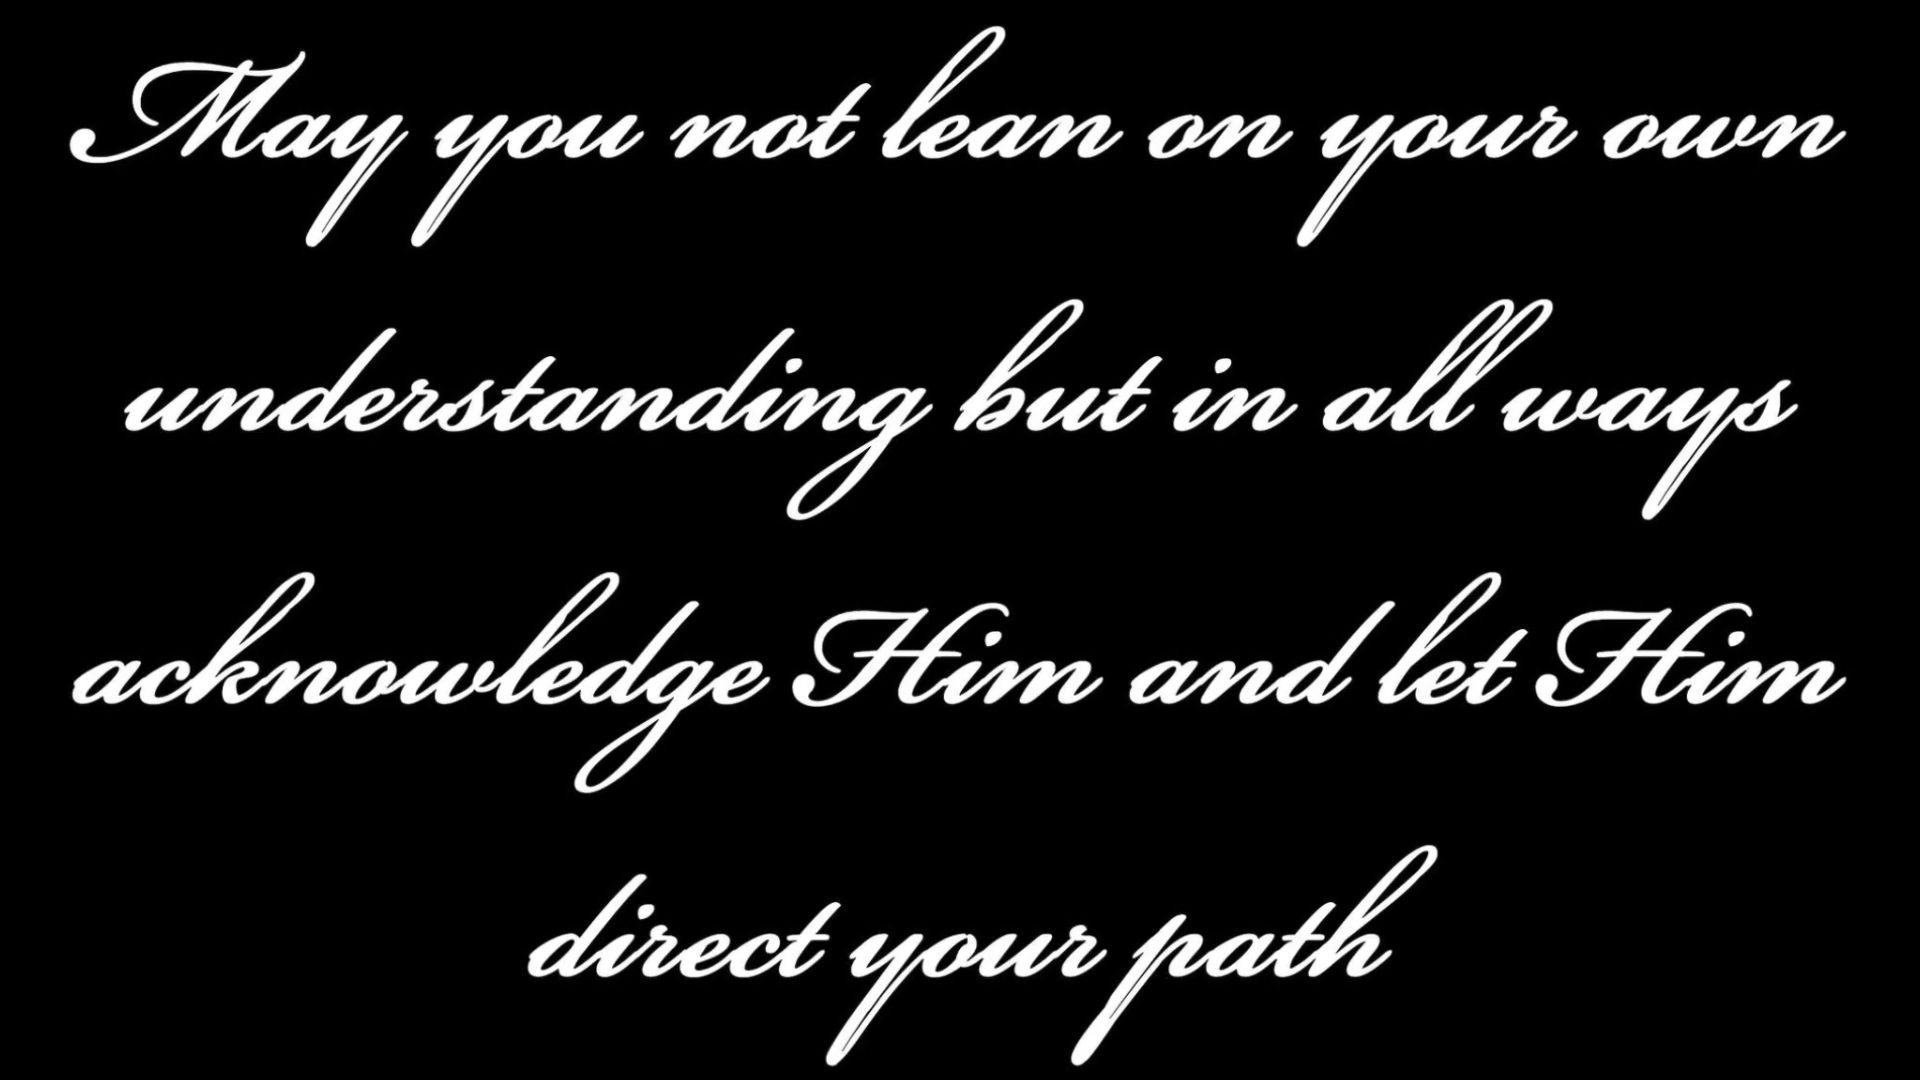 May you not lean on your own
understanding but in all ways
acknowledge Him and let Him
direct your path